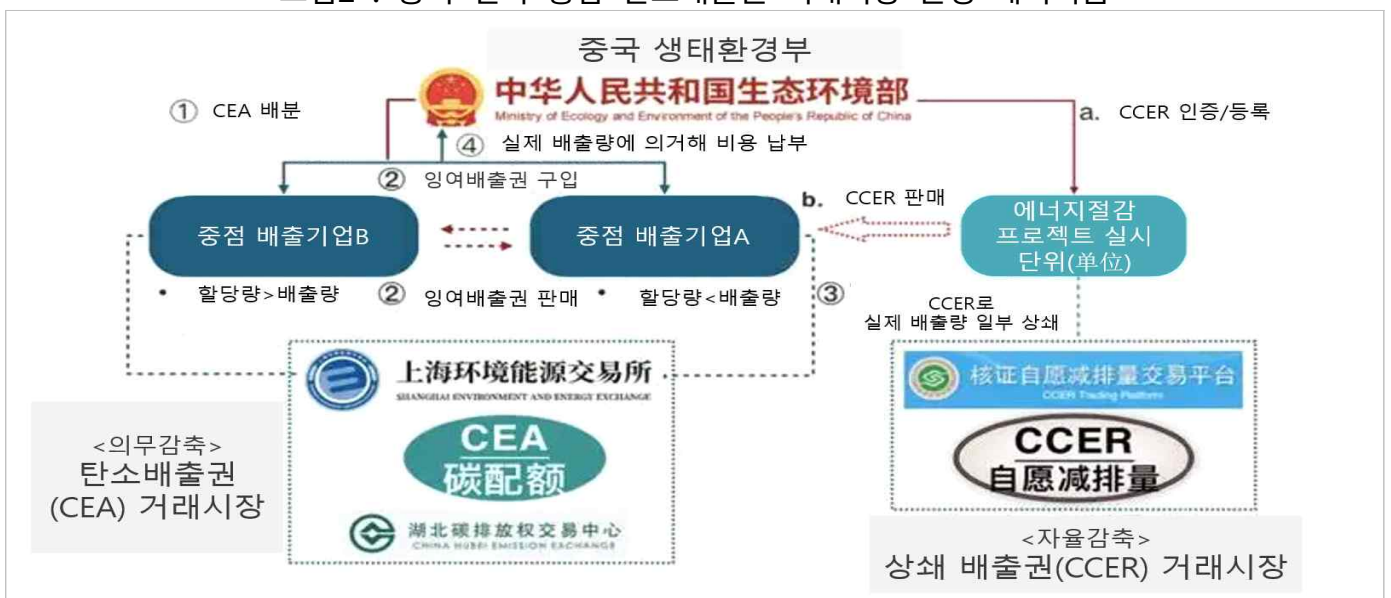 중국 생태환경부
中华人民共和国生态环境部
Ministry of Ecology and Environment of the People's Republic of China
① CEA 배분
a. CCER 인증/등록
④ 실제 배출량에 의거해 비용 납부
② 잉여배출권 구입
b. CCER 판매
중점 배출기업B
중점 배출기업A
에너지절감
프로젝트 실시
단위(单位)
• 할당량>배출량
② 잉여배출권 판매
• 할당량<배출량
③
CCER로
실제 배출량 일부 상쇄
上海环境能源交易所
SHANGHAI ENVIRONMENT AND ENERGY EXCHANGE
CEA
碳配额
湖北碳排放权交易中心
CHINA HUBEI EMISSION EXCHANGE
核证自愿减排量交易平台
CCER Trading Platform
CCER
自愿减排量
<의무감축>
탄소배출권
(CEA) 거래시장
<자율감축>
상쇄 배출권(CCER) 거래시장